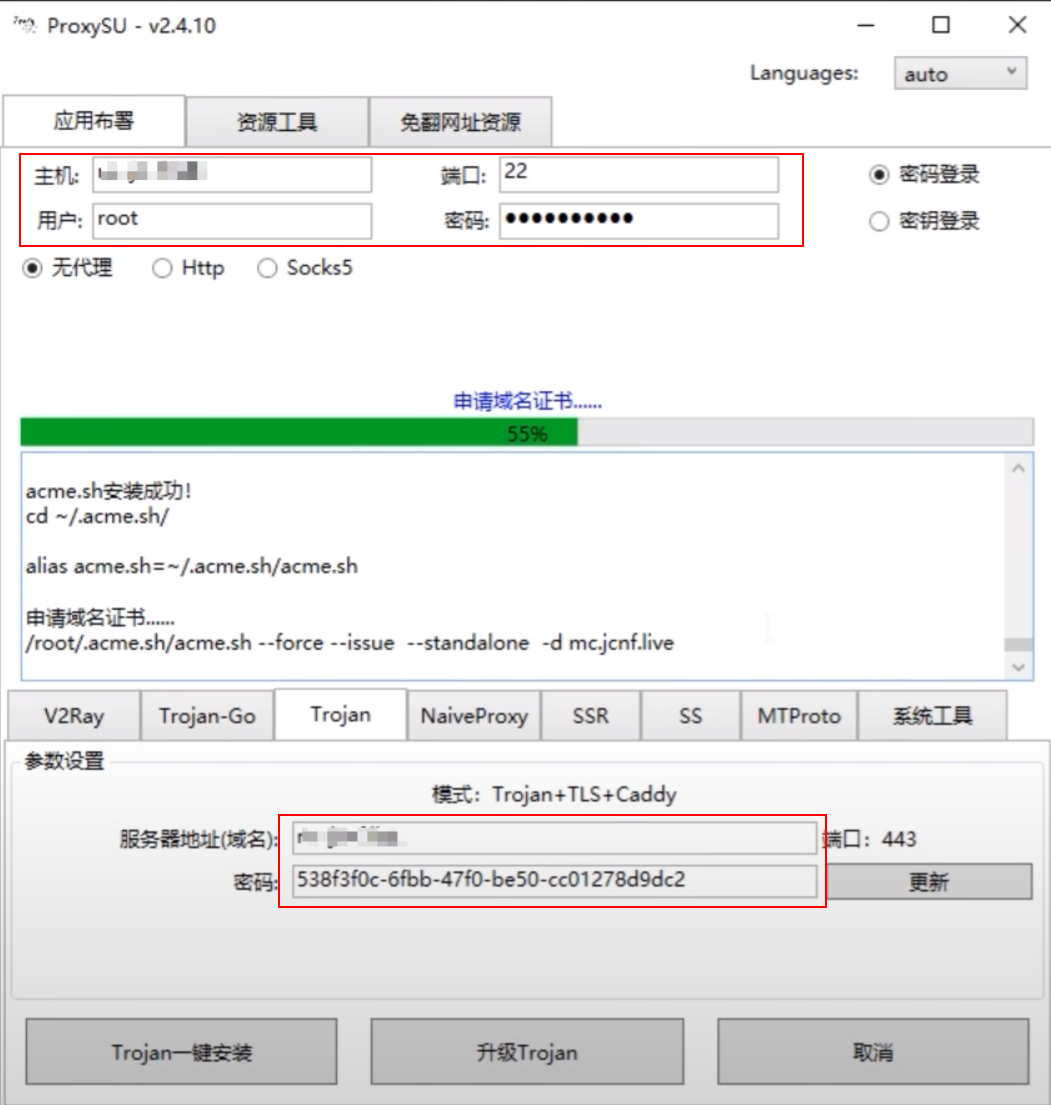 ProxySU - v2.4.10
Languages: auto
应用布署 资源工具 免翻网址资源
主机: 端口: 22 密码登录
用户: root 密码: ●●●●●●●●●● 密钥登录
无代理 Http Socks5
申请域名证书......
55%
acme.sh安装成功!
cd ~/.acme.sh/
alias acme.sh=~/.acme.sh/acme.sh
申请域名证书......
/root/.acme.sh/acme.sh --force --issue --standalone -d mc.jcnf.live
V2Ray Trojan-Go Trojan NaiveProxy SSR SS MTProto 系统工具
参数设置
模式: Trojan+TLS+Caddy
服务器地址(域名): 端口: 443
密码: 538f3f0c-6fbb-47f0-be50-cc01278d9dc2 更新
Trojan一键安装 升级Trojan 取消